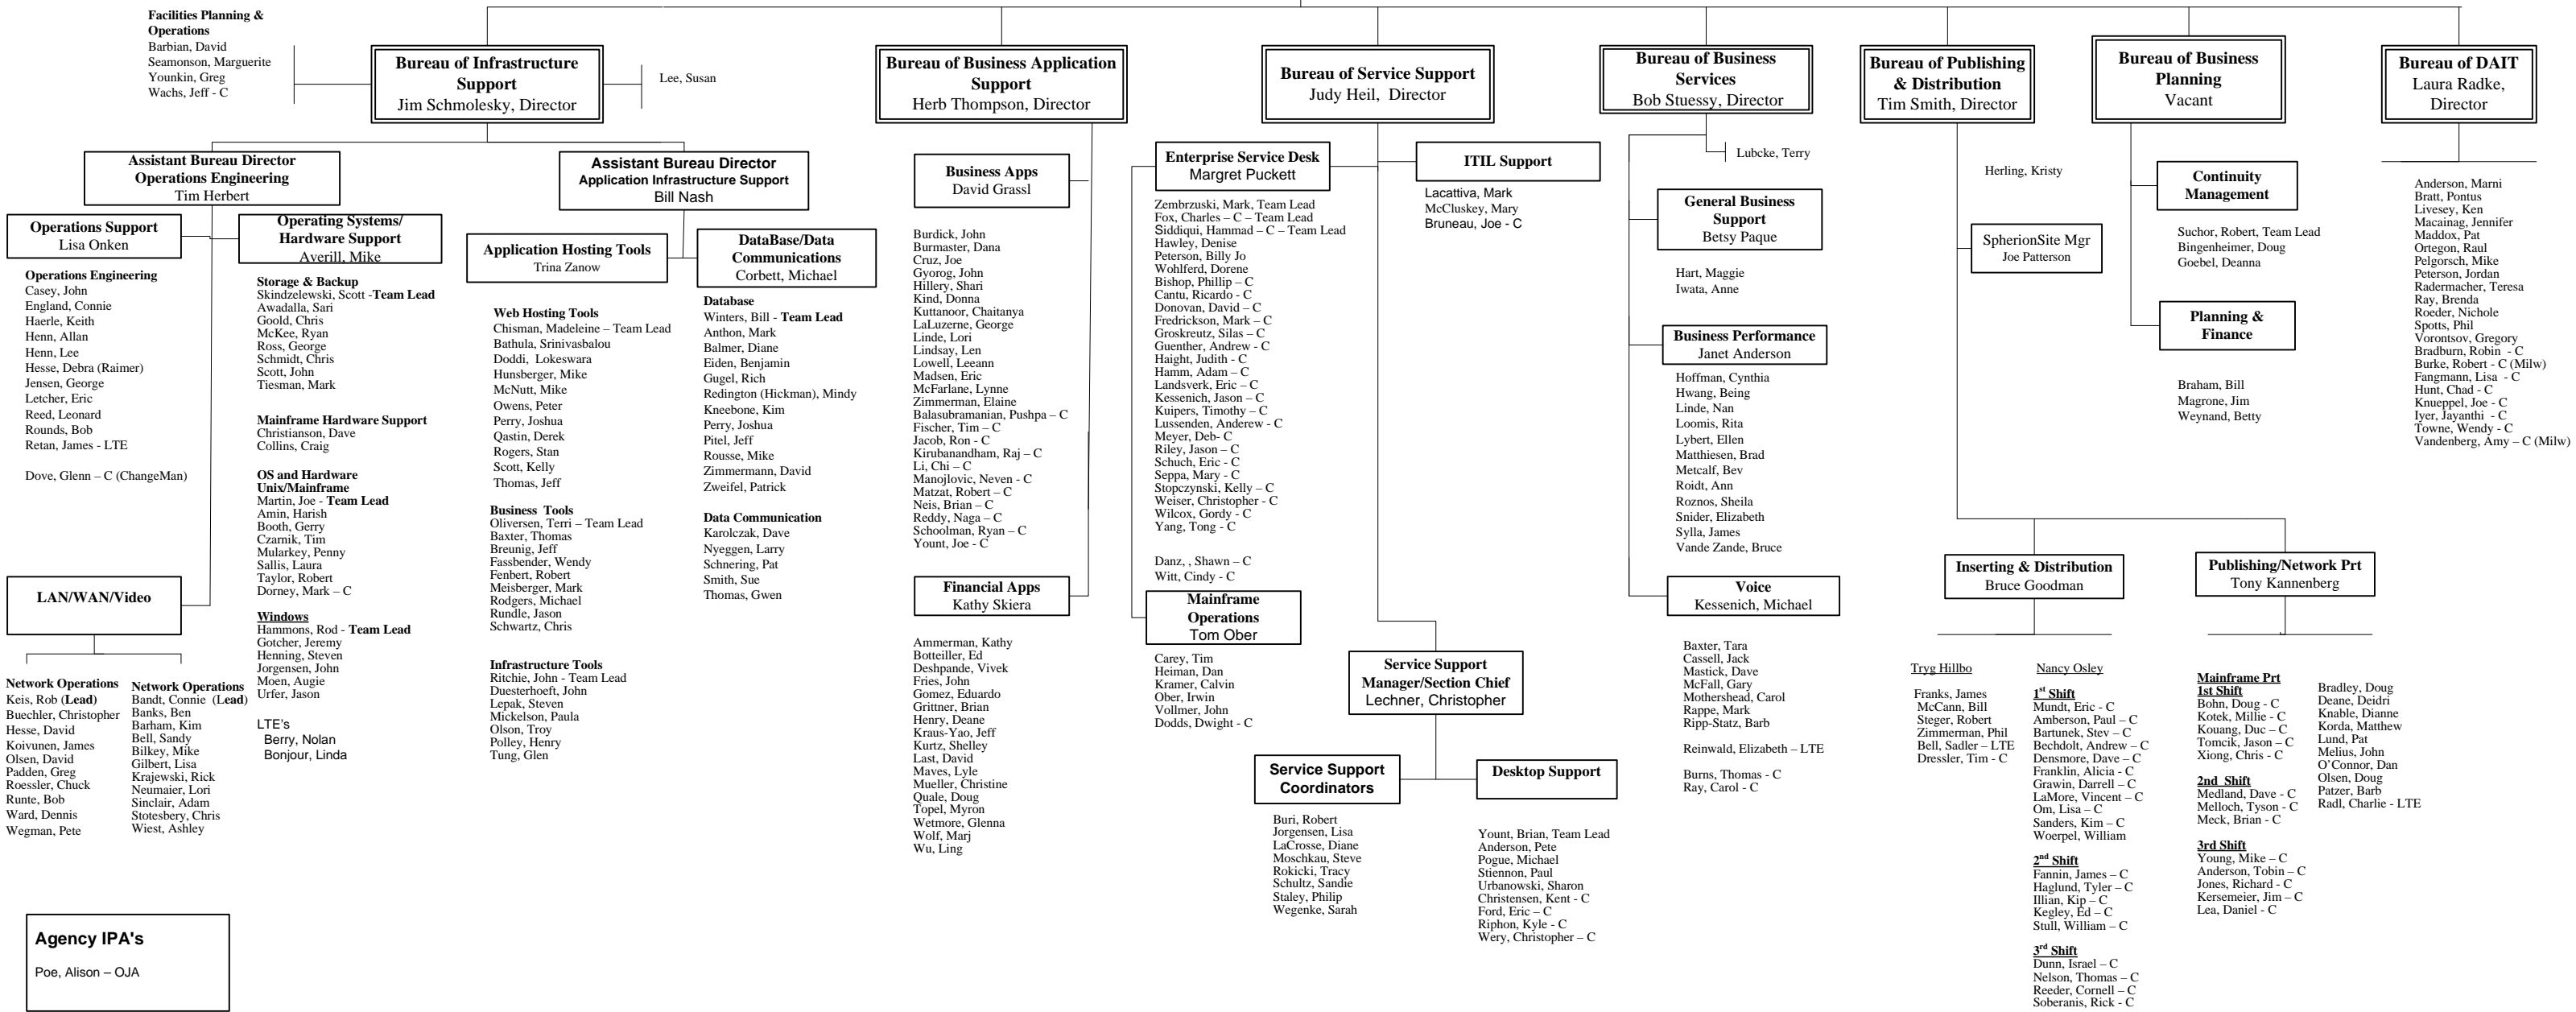 Facilities Planning &
Operations
Barbian, David
Seamonson, Marguerite
Younkin, Greg
Wachs, Jeff - C
Bureau of Infrastructure
Support
Jim Schmolesky, Director
Lee, Susan
Assistant Bureau Director
Operations Engineering
Tim Herbert
Operations Support
Lisa Onken
Operations Engineering
Casey, John
England, Connie
Haerle, Keith
Henn, Allan
Henn, Lee
Hesse, Debra (Raimer)
Jensen, George
Letcher, Eric
Reed, Leonard
Rounds, Bob
Retan, James - LTE
Dove, Glenn – C (ChangeMan)
LAN/WAN/Video
Network Operations
Keis, Rob (Lead)
Buechler, Christopher
Hesse, David
Koivunen, James
Olsen, David
Padden, Greg
Roessler, Chuck
Runte, Bob
Ward, Dennis
Wegman, Pete
Network Operations
Bandt, Connie (Lead)
Banks, Ben
Barham, Kim
Bell, Sandy
Bilkey, Mike
Gilbert, Lisa
Krajewski, Rick
Neumaier, Lori
Sinclair, Adam
Stotesbery, Chris
Wiest, Ashley
Operating Systems/
Hardware Support
Averill, Mike
Storage & Backup
Skindzelewski, Scott -Team Lead
Awadalla, Sari
Goold, Chris
McKee, Ryan
Ross, George
Schmidt, Chris
Scott, John
Tiesman, Mark
Mainframe Hardware Support
Christianson, Dave
Collins, Craig
OS and Hardware
Unix/Mainframe
Martin, Joe - Team Lead
Amin, Harish
Booth, Gerry
Czarnik, Tim
Mularkey, Penny
Sallis, Laura
Taylor, Robert
Dorney, Mark – C
Windows
Hammons, Rod - Team Lead
Gotcher, Jeremy
Henning, Steven
Jorgensen, John
Moen, Augie
Urfer, Jason
LTE's
Berry, Nolan
Bonjour, Linda
Assistant Bureau Director
Application Infrastructure Support
Bill Nash
Application Hosting Tools
Trina Zanow
Web Hosting Tools
Chisman, Madeleine – Team Lead
Bathula, Srinivasbalou
Doddi, Lokeswara
Hunsberger, Mike
McNutt, Mike
Owens, Peter
Perry, Joshua
Qastin, Derek
Rogers, Stan
Scott, Kelly
Thomas, Jeff
Business Tools
Oliversen, Terri – Team Lead
Baxter, Thomas
Breunig, Jeff
Fassbender, Wendy
Fenbert, Robert
Meisberger, Mark
Rodgers, Michael
Rundle, Jason
Schwartz, Chris
Infrastructure Tools
Ritchie, John - Team Lead
Duesterhoeft, John
Lepak, Steven
Mickelson, Paula
Olson, Troy
Polley, Henry
Tung, Glen
DataBase/Data
Communications
Corbett, Michael
Database
Winters, Bill - Team Lead
Anthon, Mark
Balmer, Diane
Eiden, Benjamin
Gugel, Rich
Redington (Hickman), Mindy
Kneebone, Kim
Perry, Joshua
Pitel, Jeff
Rousse, Mike
Zimmermann, David
Zweifel, Patrick
Data Communication
Karolczak, Dave
Nyeggen, Larry
Schnering, Pat
Smith, Sue
Thomas, Gwen
Bureau of Business Application
Support
Herb Thompson, Director
Business Apps
David Grassl
Burdick, John
Burmaster, Dana
Cruz, Joe
Gyorog, John
Hillery, Shari
Kind, Donna
Kuttanoor, Chaitanya
LaLuzerne, George
Linde, Lori
Lindsay, Len
Lowell, Leeann
Madsen, Eric
McFarlane, Lynne
Zimmerman, Elaine
Balasubramanian, Pushpa – C
Fischer, Tim – C
Jacob, Ron - C
Kirubanandham, Raj – C
Li, Chi – C
Manojlovic, Neven - C
Matzat, Robert – C
Neis, Brian – C
Reddy, Naga – C
Schoolman, Ryan – C
Yount, Joe - C
Financial Apps
Kathy Skiera
Ammerman, Kathy
Botteiller, Ed
Deshpande, Vivek
Fries, John
Gomez, Eduardo
Grittner, Brian
Henry, Deane
Kraus-Yao, Jeff
Kurtz, Shelley
Last, David
Maves, Lyle
Mueller, Christine
Quale, Doug
Topel, Myron
Wetmore, Glenna
Wolf, Marj
Wu, Ling
Bureau of Service Support
Judy Heil, Director
Enterprise Service Desk
Margret Puckett
Zembrzuski, Mark, Team Lead
Fox, Charles – C – Team Lead
Siddiqui, Hammad – C – Team Lead
Hawley, Denise
Peterson, Billy Jo
Wohlferd, Dorene
Bishop, Phillip – C
Cantu, Ricardo - C
Donovan, David – C
Fredrickson, Mark – C
Groskreutz, Silas – C
Guenther, Andrew - C
Haight, Judith - C
Hamm, Adam – C
Landsverk, Eric – C
Kessenich, Jason – C
Kuipers, Timothy – C
Lussenden, Anderew - C
Meyer, Deb- C
Riley, Jason – C
Schuch, Eric - C
Seppa, Mary - C
Stopczynski, Kelly – C
Weiser, Christopher - C
Wilcox, Gordy - C
Yang, Tong - C
Danz, , Shawn – C
Witt, Cindy - C
Mainframe
Operations
Tom Ober
Carey, Tim
Heiman, Dan
Kramer, Calvin
Ober, Irwin
Vollmer, John
Dodds, Dwight - C
ITIL Support
Lacattiva, Mark
McCluskey, Mary
Bruneau, Joe - C
Service Support
Manager/Section Chief
Lechner, Christopher
Service Support
Coordinators
Buri, Robert
Jorgensen, Lisa
LaCrosse, Diane
Moschkau, Steve
Rokicki, Tracy
Schultz, Sandie
Staley, Philip
Wegenke, Sarah
Desktop Support
Yount, Brian, Team Lead
Anderson, Pete
Pogue, Michael
Stiennon, Paul
Urbanowski, Sharon
Christensen, Kent - C
Ford, Eric – C
Riphon, Kyle - C
Wery, Christopher – C
Bureau of Business
Services
Bob Stuessy, Director
Lubcke, Terry
General Business
Support
Betsy Paque
Hart, Maggie
Iwata, Anne
Business Performance
Janet Anderson
Hoffman, Cynthia
Hwang, Being
Linde, Nan
Loomis, Rita
Lybert, Ellen
Matthiesen, Brad
Metcalf, Bev
Roidt, Ann
Roznos, Sheila
Snider, Elizabeth
Sylla, James
Vande Zande, Bruce
Voice
Kessenich, Michael
Baxter, Tara
Cassell, Jack
Mastick, Dave
McFall, Gary
Mothershead, Carol
Rappe, Mark
Ripp-Statz, Barb
Reinwald, Elizabeth – LTE
Burns, Thomas - C
Ray, Carol - C
Bureau of Publishing
& Distribution
Tim Smith, Director
Herling, Kristy
SpherionSite Mgr
Joe Patterson
Inserting & Distribution
Bruce Goodman
Tryg Hillbo
Franks, James
McCann, Bill
Steger, Robert
Zimmerman, Phil
Bell, Sadler – LTE
Dressler, Tim - C
Nancy Osley
1st Shift
Mundt, Eric - C
Amberson, Paul – C
Bartunek, Stev – C
Bechdolt, Andrew – C
Densmore, Dave – C
Franklin, Alicia - C
Grawin, Darrell – C
LaMore, Vincent – C
Om, Lisa – C
Sanders, Kim – C
Woerpel, William
2nd Shift
Fannin, James – C
Haglund, Tyler – C
Illian, Kip – C
Kegley, Ed – C
Stull, William – C
3rd Shift
Dunn, Israel – C
Nelson, Thomas – C
Reeder, Cornell – C
Soberanis, Rick - C
Publishing/Network Prt
Tony Kannenberg
Mainframe Prt
1st Shift
Bohn, Doug - C
Kotek, Millie - C
Kouang, Duc – C
Tomcik, Jason – C
Xiong, Chris - C
2nd Shift
Medland, Dave - C
Melloch, Tyson - C
Meck, Brian - C
3rd Shift
Young, Mike – C
Anderson, Tobin – C
Jones, Richard - C
Kersemeier, Jim – C
Lea, Daniel - C
Bradley, Doug
Deane, Deidri
Knable, Dianne
Korda, Matthew
Lund, Pat
Melius, John
O'Connor, Dan
Olsen, Doug
Patzer, Barb
Radl, Charlie - LTE
Bureau of Business
Planning
Vacant
Continuity
Management
Suchor, Robert, Team Lead
Bingenheimer, Doug
Goebel, Deanna
Planning &
Finance
Braham, Bill
Magrone, Jim
Weynand, Betty
Bureau of DAIT
Laura Radke,
Director
Anderson, Marni
Bratt, Pontus
Livesey, Ken
Macainag, Jennifer
Maddox, Pat
Ortegon, Raul
Pelgorsch, Mike
Peterson, Jordan
Radermacher, Teresa
Ray, Brenda
Roeder, Nichole
Spotts, Phil
Vorontsov, Gregory
Bradburn, Robin - C
Burke, Robert - C (Milw)
Fangmann, Lisa - C
Hunt, Chad - C
Knueppel, Joe - C
Iyer, Jayanthi - C
Towne, Wendy - C
Vandenberg, Amy – C (Milw)
Agency IPA's
Poe, Alison – OJA